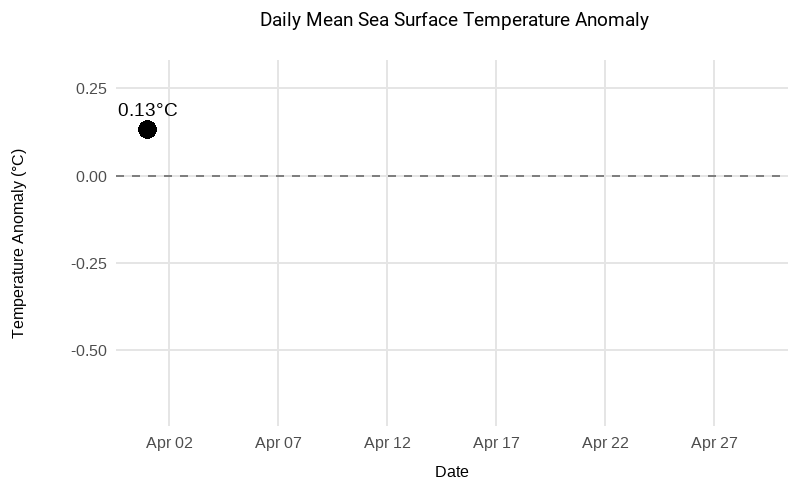 Daily Mean Sea Surface Temperature Anomaly
0.25
0.13°C
0.00
-0.25
-0.50
Temperature Anomaly (°C)
Apr 02
Apr 07
Apr 12
Apr 17
Apr 22
Apr 27
Date